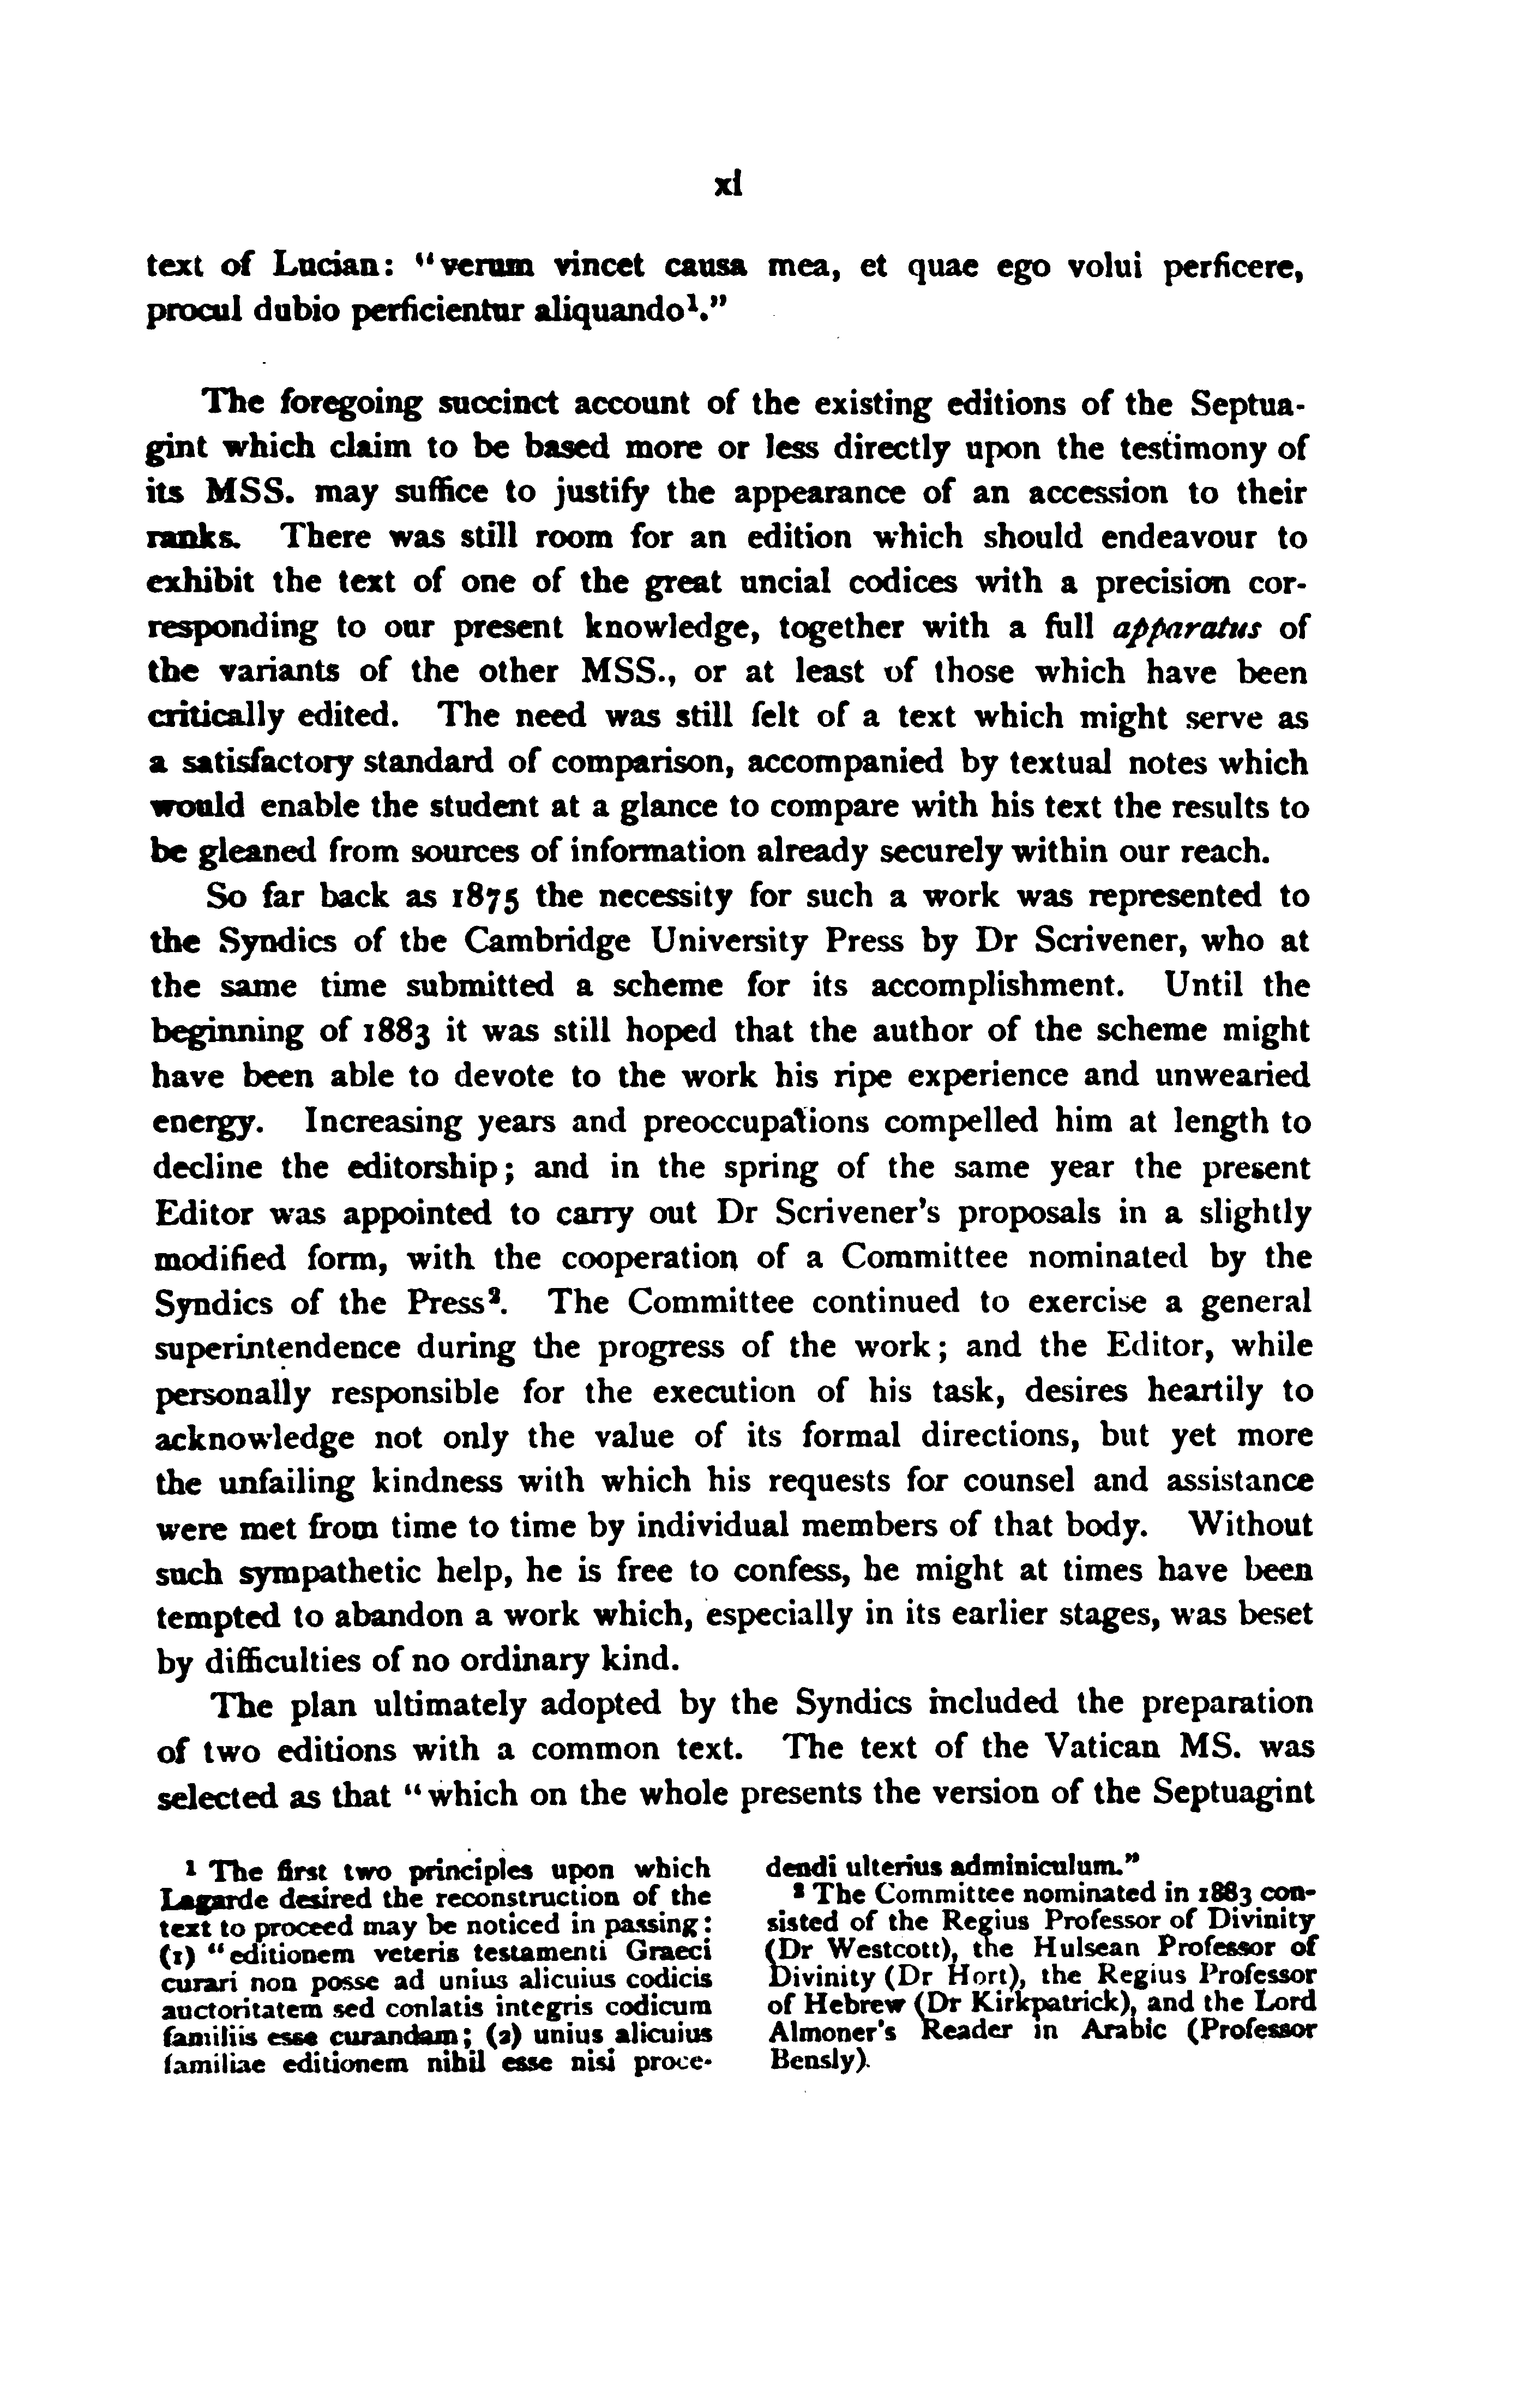 xi
text of Lucian: “verum vincet causa mea, et quae ego volui perficere,
procul dubio perficientur aliquando¹.”
The foregoing succinct account of the existing editions of the Septua-
gint which claim to be based more or less directly upon the testimony of
its MSS. may suffice to justify the appearance of an accession to their
ranks. There was still room for an edition which should endeavour to
exhibit the text of one of the great uncial codices with a precision cor-
responding to our present knowledge, together with a full apparatus of
the variants of the other MSS., or at least of those which have been
critically edited. The need was still felt of a text which might serve as
a satisfactory standard of comparison, accompanied by textual notes which
would enable the student at a glance to compare with his text the results to
be gleaned from sources of information already securely within our reach.
So far back as 1875 the necessity for such a work was represented to
the Syndics of the Cambridge University Press by Dr Scrivener, who at
the same time submitted a scheme for its accomplishment. Until the
beginning of 1883 it was still hoped that the author of the scheme might
have been able to devote to the work his ripe experience and unwearied
energy. Increasing years and preoccupations compelled him at length to
decline the editorship; and in the spring of the same year the present
Editor was appointed to carry out Dr Scrivener's proposals in a slightly
modified form, with the cooperation of a Committee nominated by the
Syndics of the Press². The Committee continued to exercise a general
superintendence during the progress of the work; and the Editor, while
personally responsible for the execution of his task, desires heartily to
acknowledge not only the value of its formal directions, but yet more
the unfailing kindness with which his requests for counsel and assistance
were met from time to time by individual members of that body. Without
such sympathetic help, he is free to confess, he might at times have been
tempted to abandon a work which, especially in its earlier stages, was beset
by difficulties of no ordinary kind.
The plan ultimately adopted by the Syndics included the preparation
of two editions with a common text. The text of the Vatican MS. was
selected as that “which on the whole presents the version of the Septuagint
¹ The first two principles upon which
Lagarde desired the reconstruction of the
text to proceed may be noticed in passing:
(1) “editionem veteris testamenti Graeci
curari non posse ad unius alicuius codicis
auctoritatem sed conlatis integris codicum
familiis esse curandam; (2) unius alicuius
familiae editionem nihil esse nisi proce-
dendi ulterius adminiculum.”
² The Committee nominated in 1883 con-
sisted of the Regius Professor of Divinity
(Dr Westcott), the Hulsean Professor of
Divinity (Dr Hort), the Regius Professor
of Hebrew (Dr Kirkpatrick), and the Lord
Almoner's Reader in Arabic (Professor
Bensly).